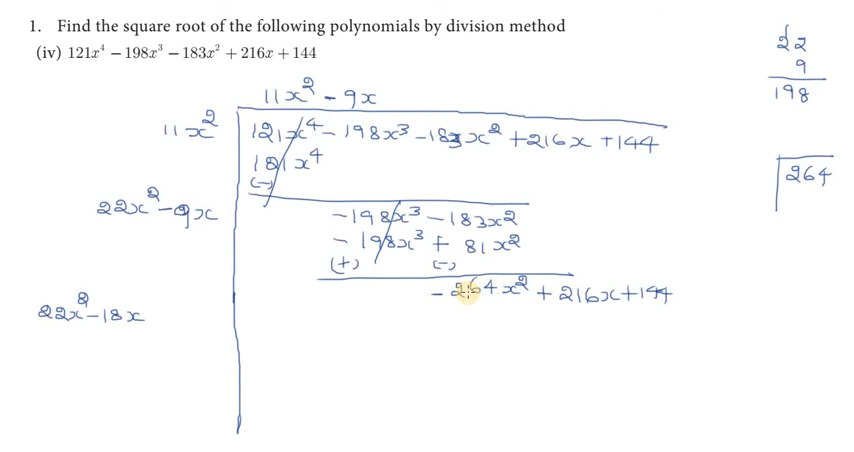 1. Find the square root of the following polynomials by division method
(iv) 121x⁴ – 198x³ – 183x² + 216x + 144
22
9
198
11x² - 9x
11x² 121x⁴ - 198x³ - 183x² + 216x + 144
121x⁴
(-)
264
22x² - 9x -198x³ - 183x²
- 198x³ + 81x²
(+) (-)
- 264x² + 216x + 144
22x² - 18x